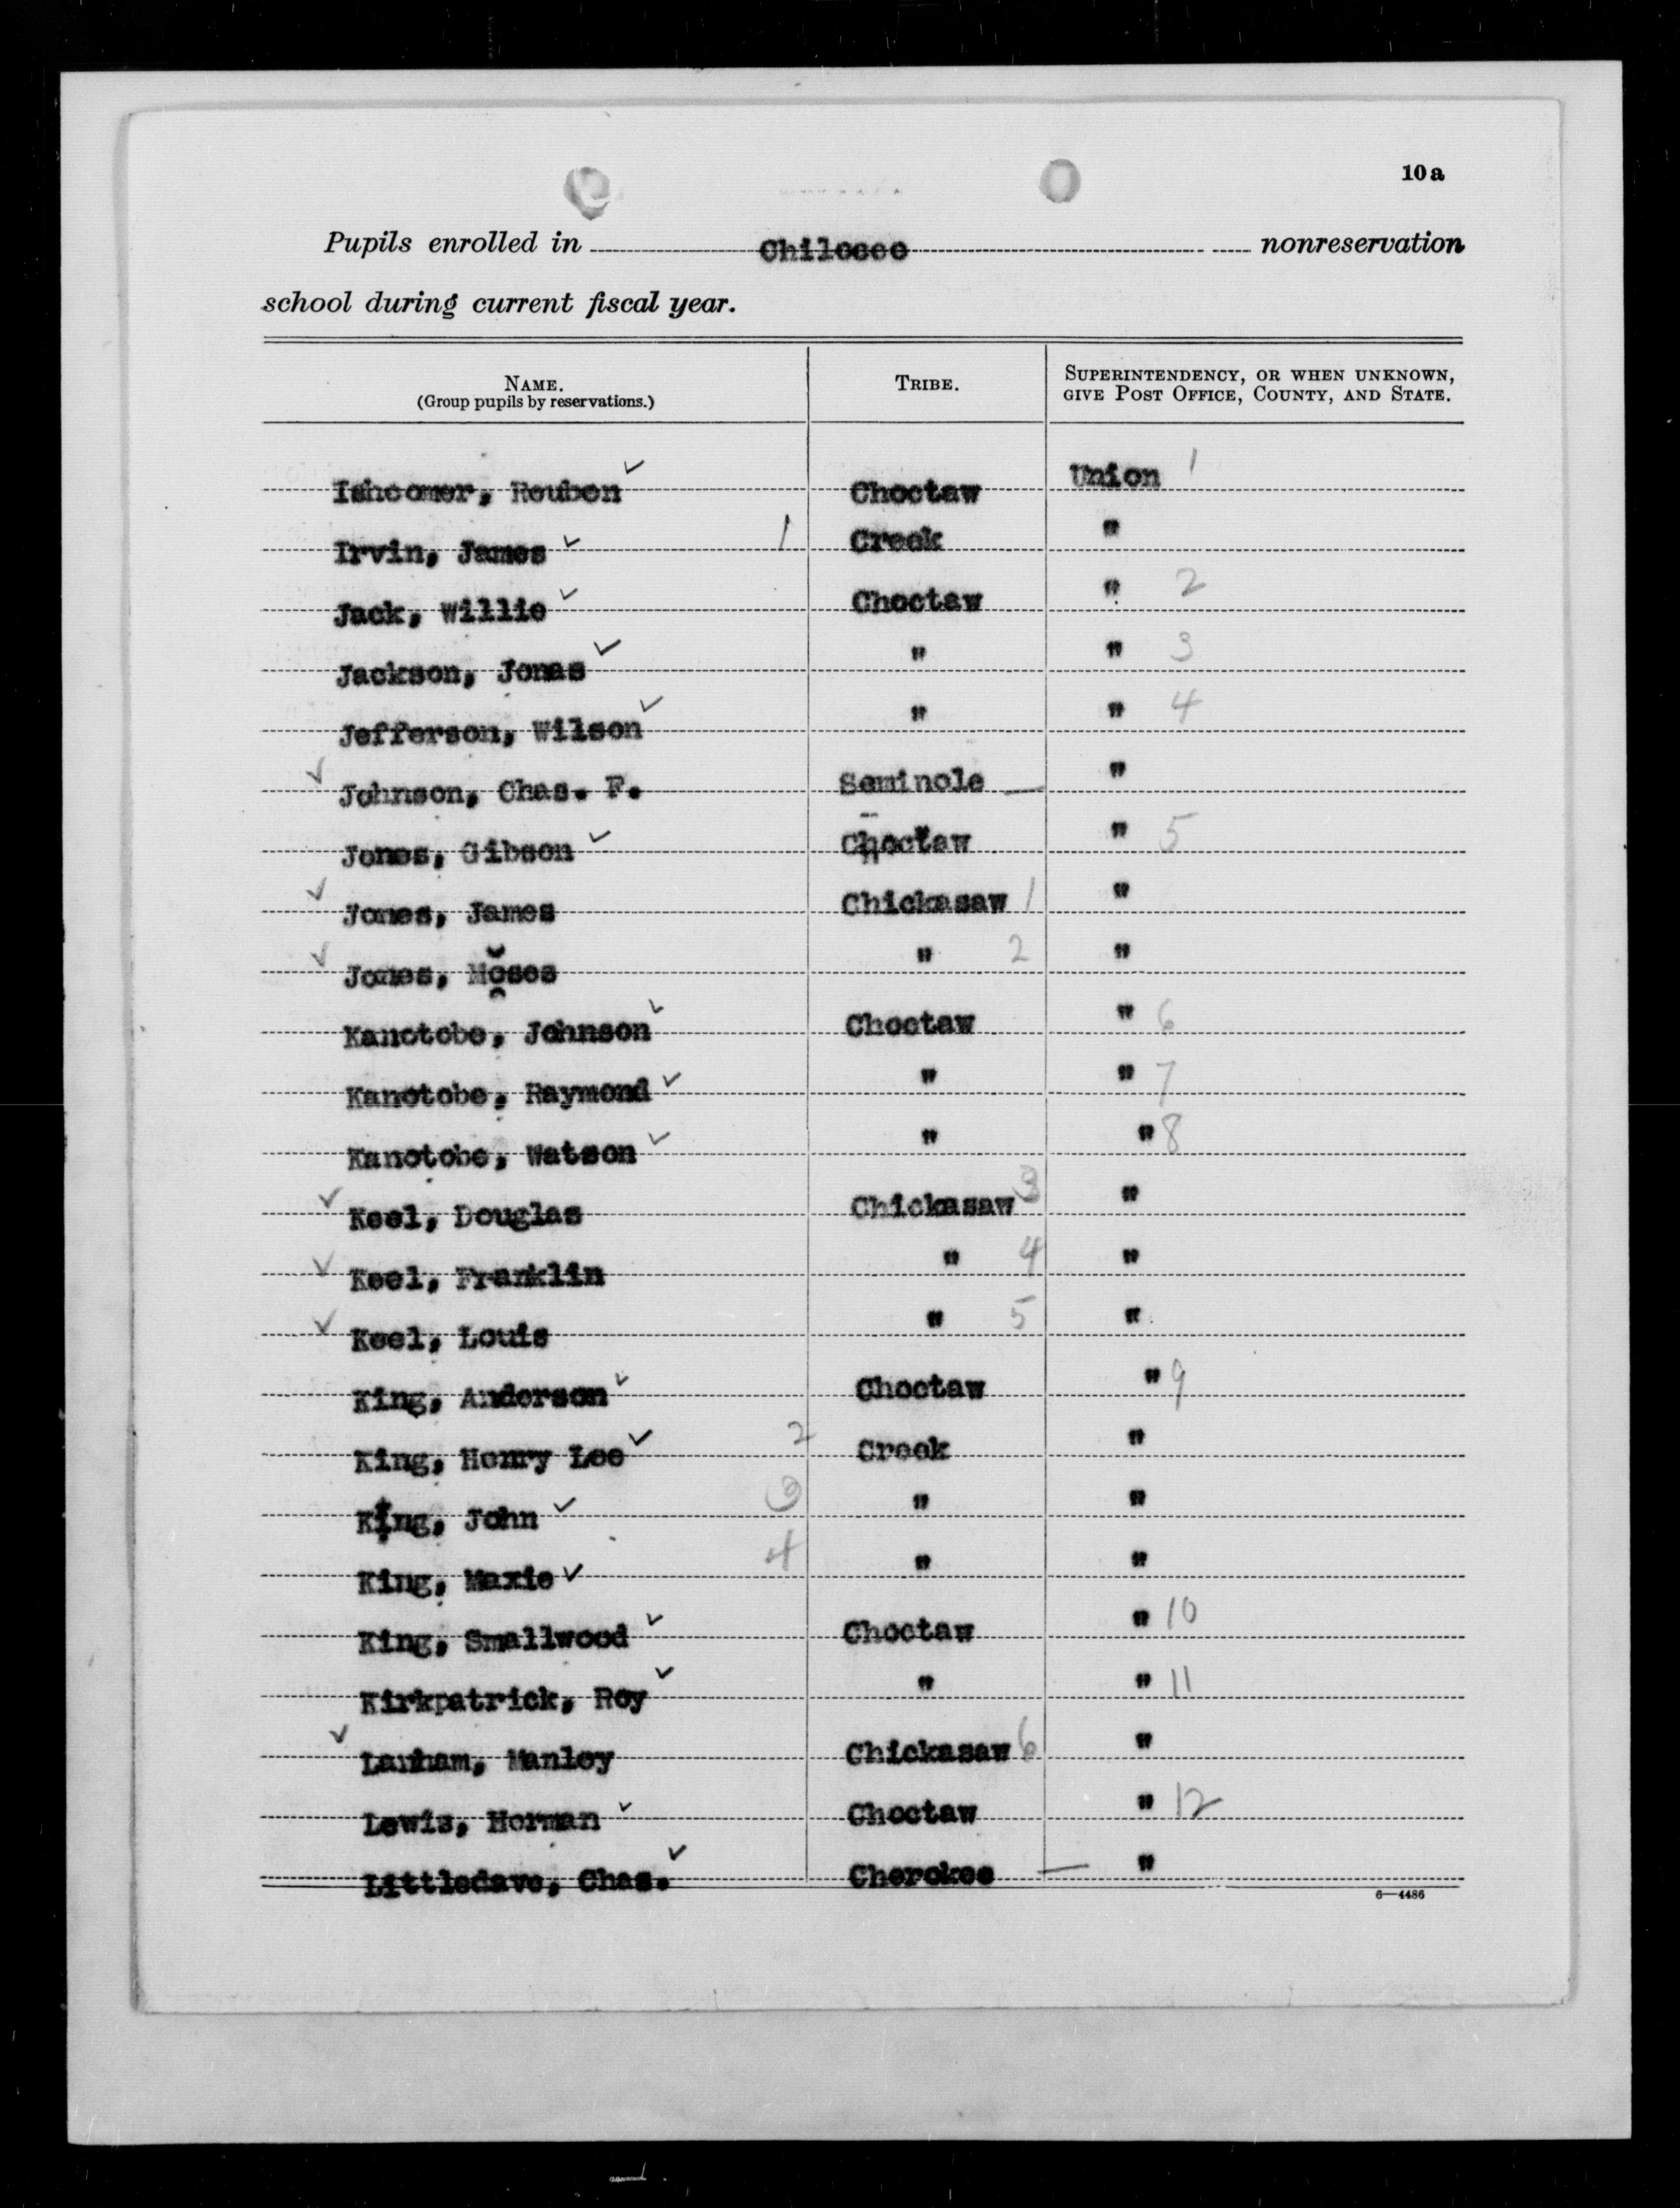 10a
Pupils enrolled in Chilocco nonreservation
school during current fiscal year.
NAME. TRIBE. SUPERINTENDENCY, OR WHEN UNKNOWN,
(Group pupils by reservations.) GIVE POST OFFICE, COUNTY, AND STATE.
Ishcomer, Reuben ✓ Choctaw Union 1
Irvin, James ✓ 1 Creek "
Jack, Willie ✓ Choctaw " 2
Jackson, Jonas ✓ " " 3
Jefferson, Wilson ✓ " " 4
✓ Johnson, Chas. F. Seminole — "
Jones, Gibson ✓ Choctaw " 5
✓ Jones, James Chickasaw 1 "
✓ Jones, Moses " 2 "
Kanotobe, Johnson ✓ Choctaw " 6
Kanotobe, Raymond ✓ " " 7
Kanotobe, Watson ✓ " " 8
✓ Keel, Douglas Chickasaw 3 "
✓ Keel, Franklin " 4 "
✓ Keel, Louis " 5 "
King, Anderson ✓ Choctaw " 9
King, Henry Lee ✓ 2 Creek "
King, John ✓ 3 " "
King, Maxie ✓ 4 " "
King, Smallwood ✓ Choctaw " 10
Kirkpatrick, Roy ✓ " " 11
✓ Lanham, Manley Chickasaw 6 "
Lewis, Herman ✓ Choctaw " 12
Littledave, Chas. ✓ Cherokee — "
6—4486